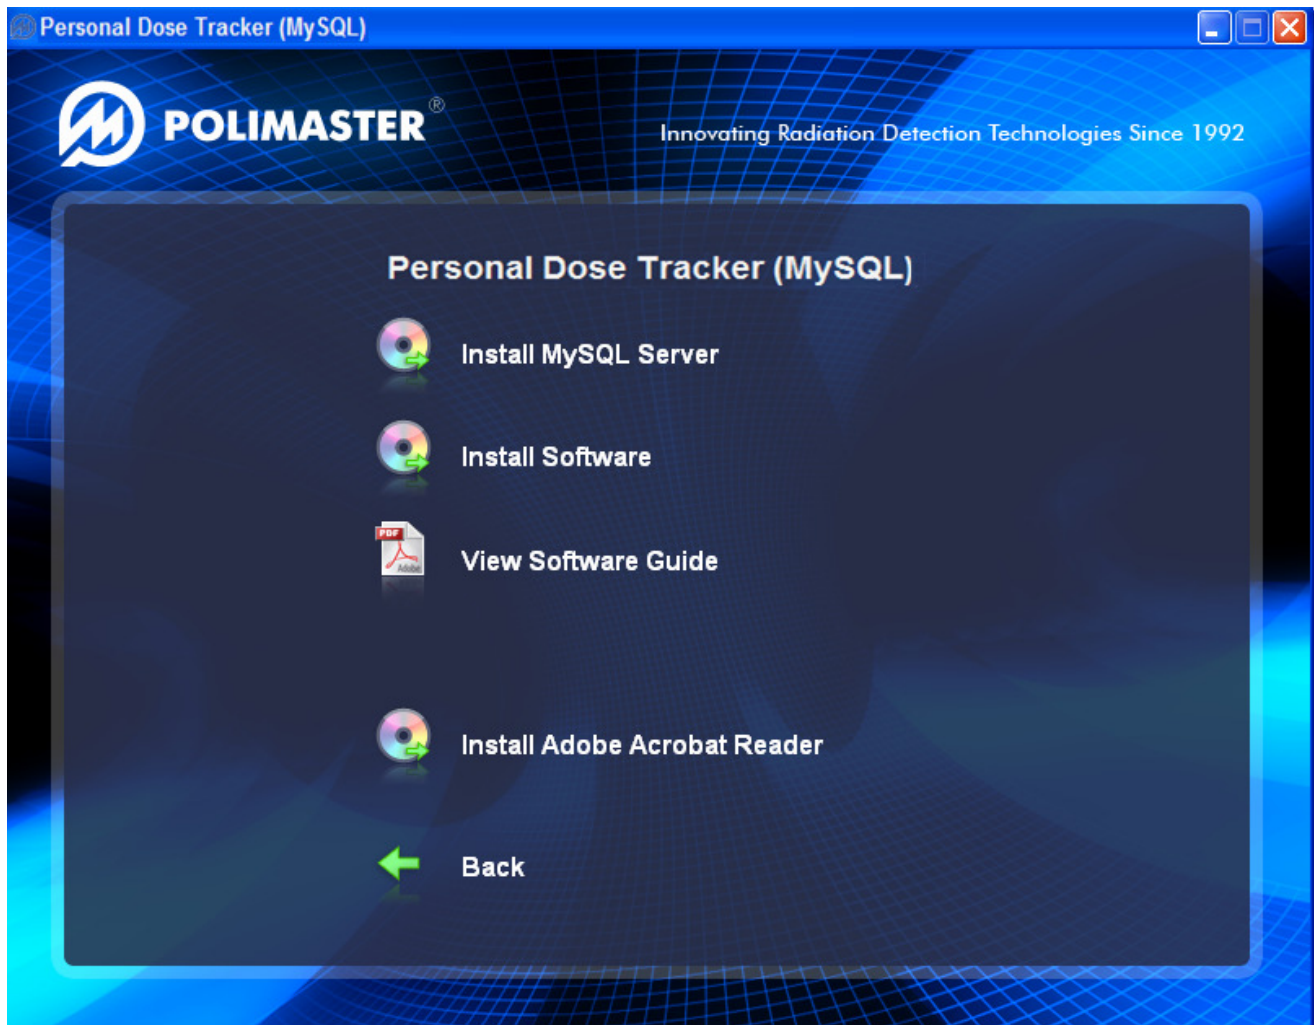 Personal Dose Tracker (MySQL)
POLIMASTER®
Innovating Radiation Detection Technologies Since 1992
Personal Dose Tracker (MySQL)
Install MySQL Server
Install Software
PDF
Adobe
View Software Guide
Install Adobe Acrobat Reader
Back